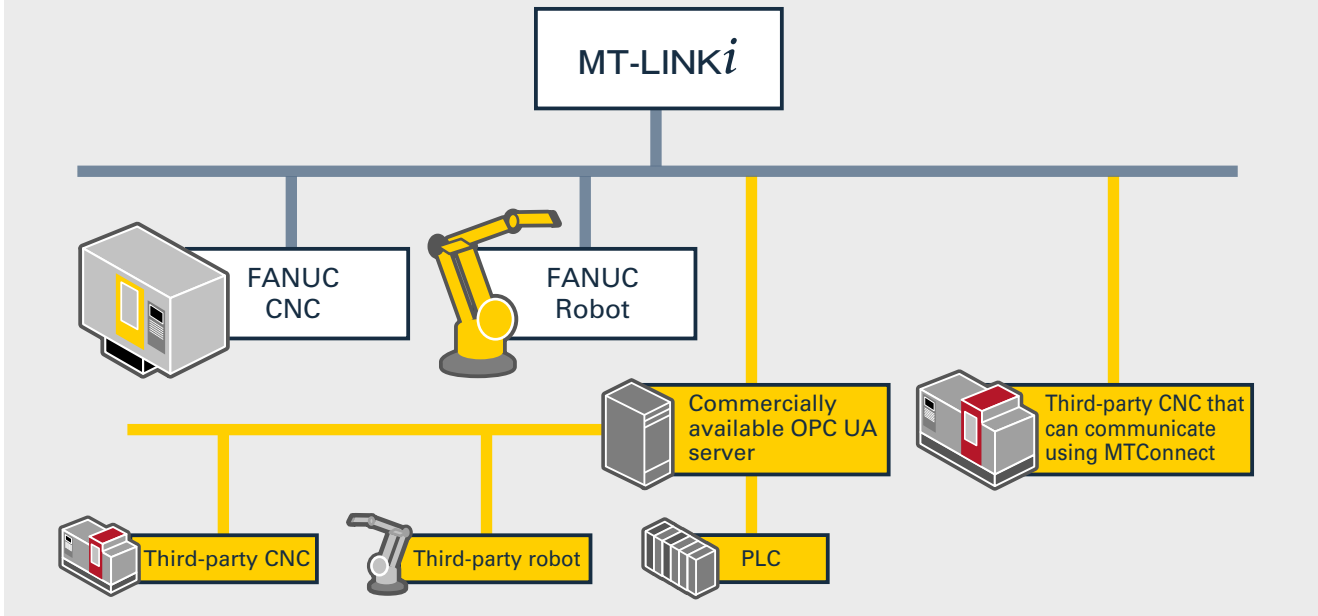 MT-LINKi
FANUC
CNC
FANUC
Robot
Commercially
available OPC UA
server
Third-party CNC that
can communicate
using MTConnect
Third-party CNC
Third-party robot
PLC